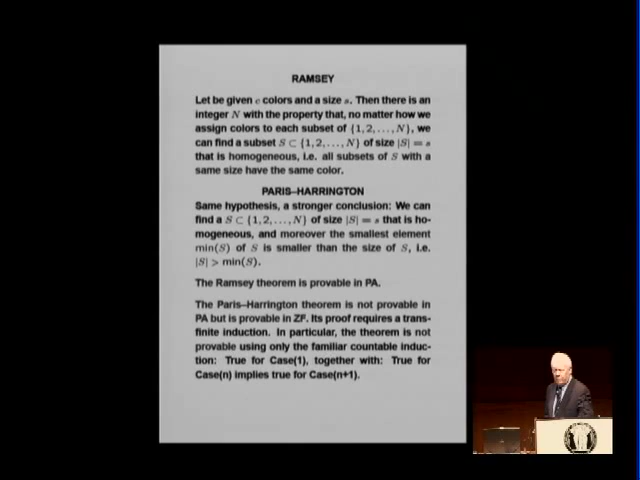 RAMSEY
Let be given c colors and a size s. Then there is an
integer N with the property that, no matter how we
assign colors to each subset of {1, 2, . . . , N}, we
can find a subset S ⊂ {1, 2, . . . , N} of size |S| = s
that is homogeneous, i.e. all subsets of S with a
same size have the same color.
PARIS–HARRINGTON
Same hypothesis, a stronger conclusion: We can
find a S ⊂ {1, 2, . . . , N} of size |S| = s that is ho-
mogeneous, and moreover the smallest element
min(S) of S is smaller than the size of S, i.e.
|S| > min(S).
The Ramsey theorem is provable in PA.
The Paris–Harrington theorem is not provable in
PA but is provable in ZF. Its proof requires a trans-
finite induction. In particular, the theorem is not
provable using only the familiar countable induc-
tion: True for Case(1), together with: True for
Case(n) implies true for Case(n+1).